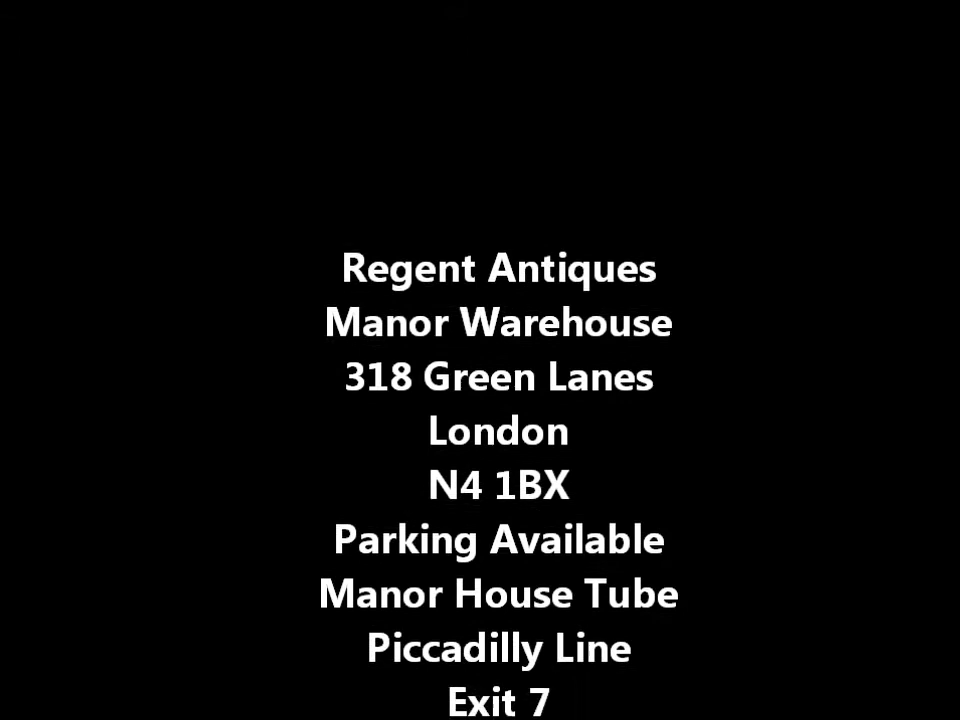 Regent Antiques
Manor Warehouse
318 Green Lanes
London
N4 1BX
Parking Available
Manor House Tube
Piccadilly Line
Exit 7